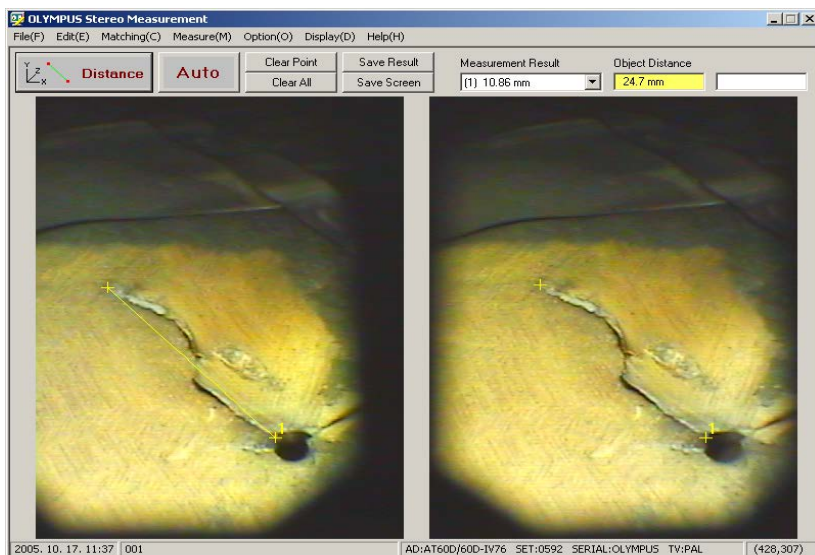 OLYMPUS Stereo Measurement
File(F) Edit(E) Matching(C) Measure(M) Option(O) Display(D) Help(H)
Y Z X Distance
Auto
Clear Point
Save Result
Clear All
Save Screen
Measurement Result
Object Distance
(1) 10.86 mm
24.7 mm
1
1
2005. 10. 17. 11:37 001 AD:AT60D/60D-IV76 SET:0592 SERIAL:OLYMPUS TV:PAL (428,307)